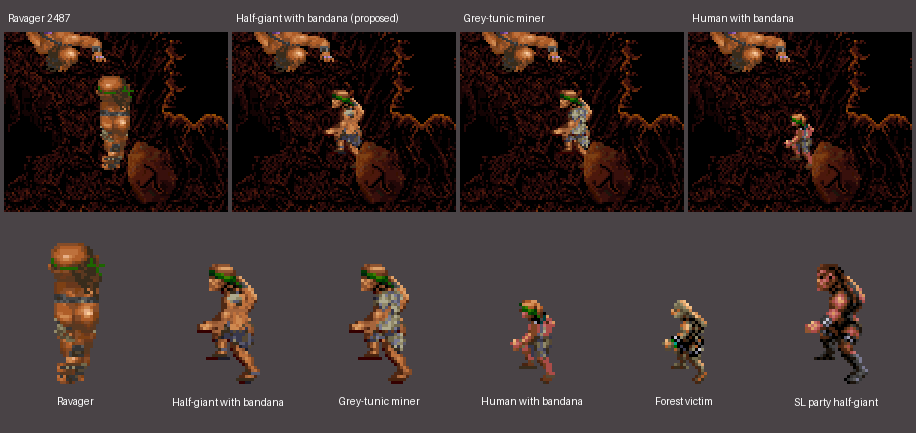 Ravager 2487
Half-giant with bandana (proposed)
Grey-tunic miner
Human with bandana
Ravager
Half-giant with bandana
Grey-tunic miner
Human with bandana
Forest victim
SL party half-giant